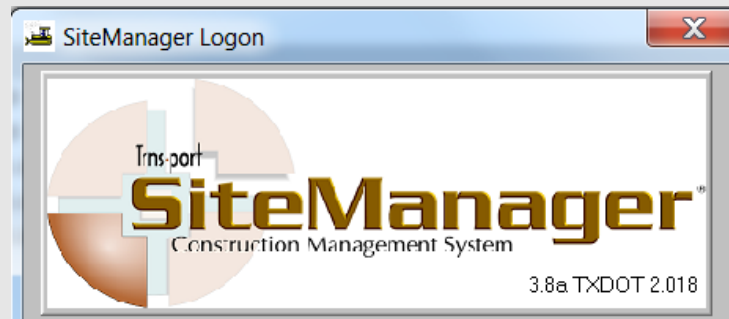 SiteManager Logon
Trns•port
SiteManager®
Construction Management System
3.8a TXDOT 2.018